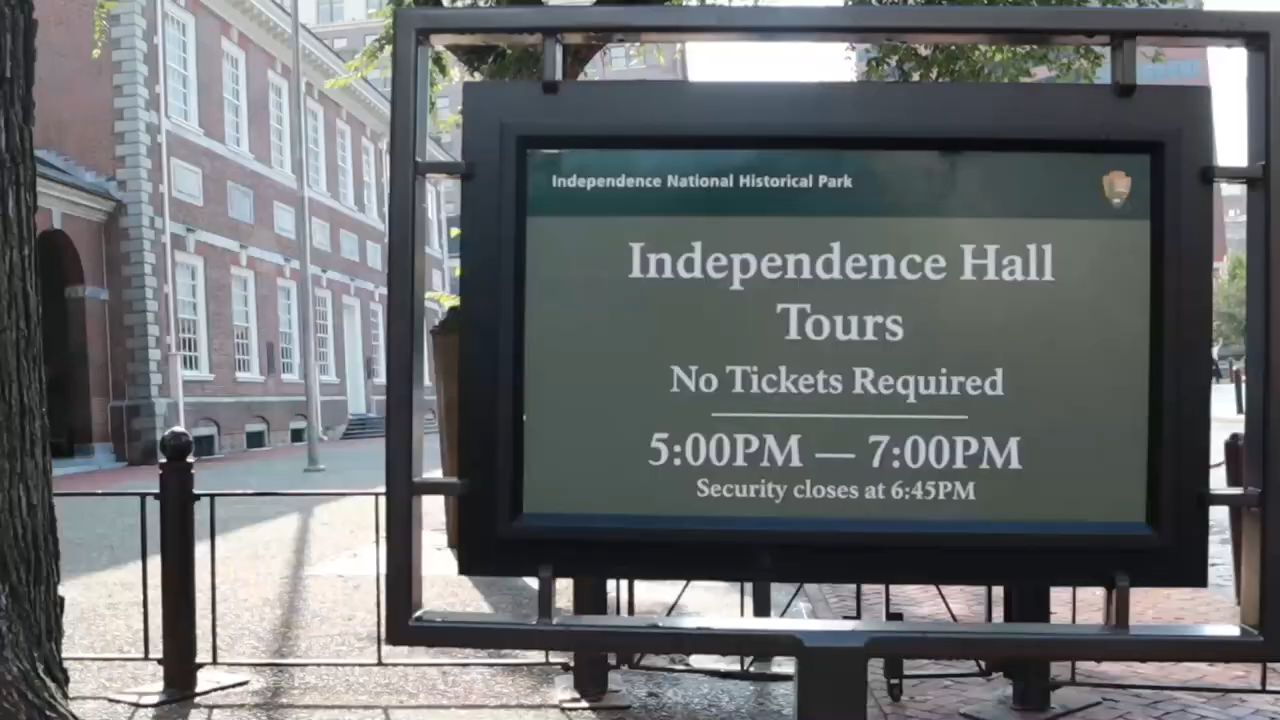 Independence National Historical Park
Independence Hall
Tours
No Tickets Required
5:00PM — 7:00PM
Security closes at 6:45PM